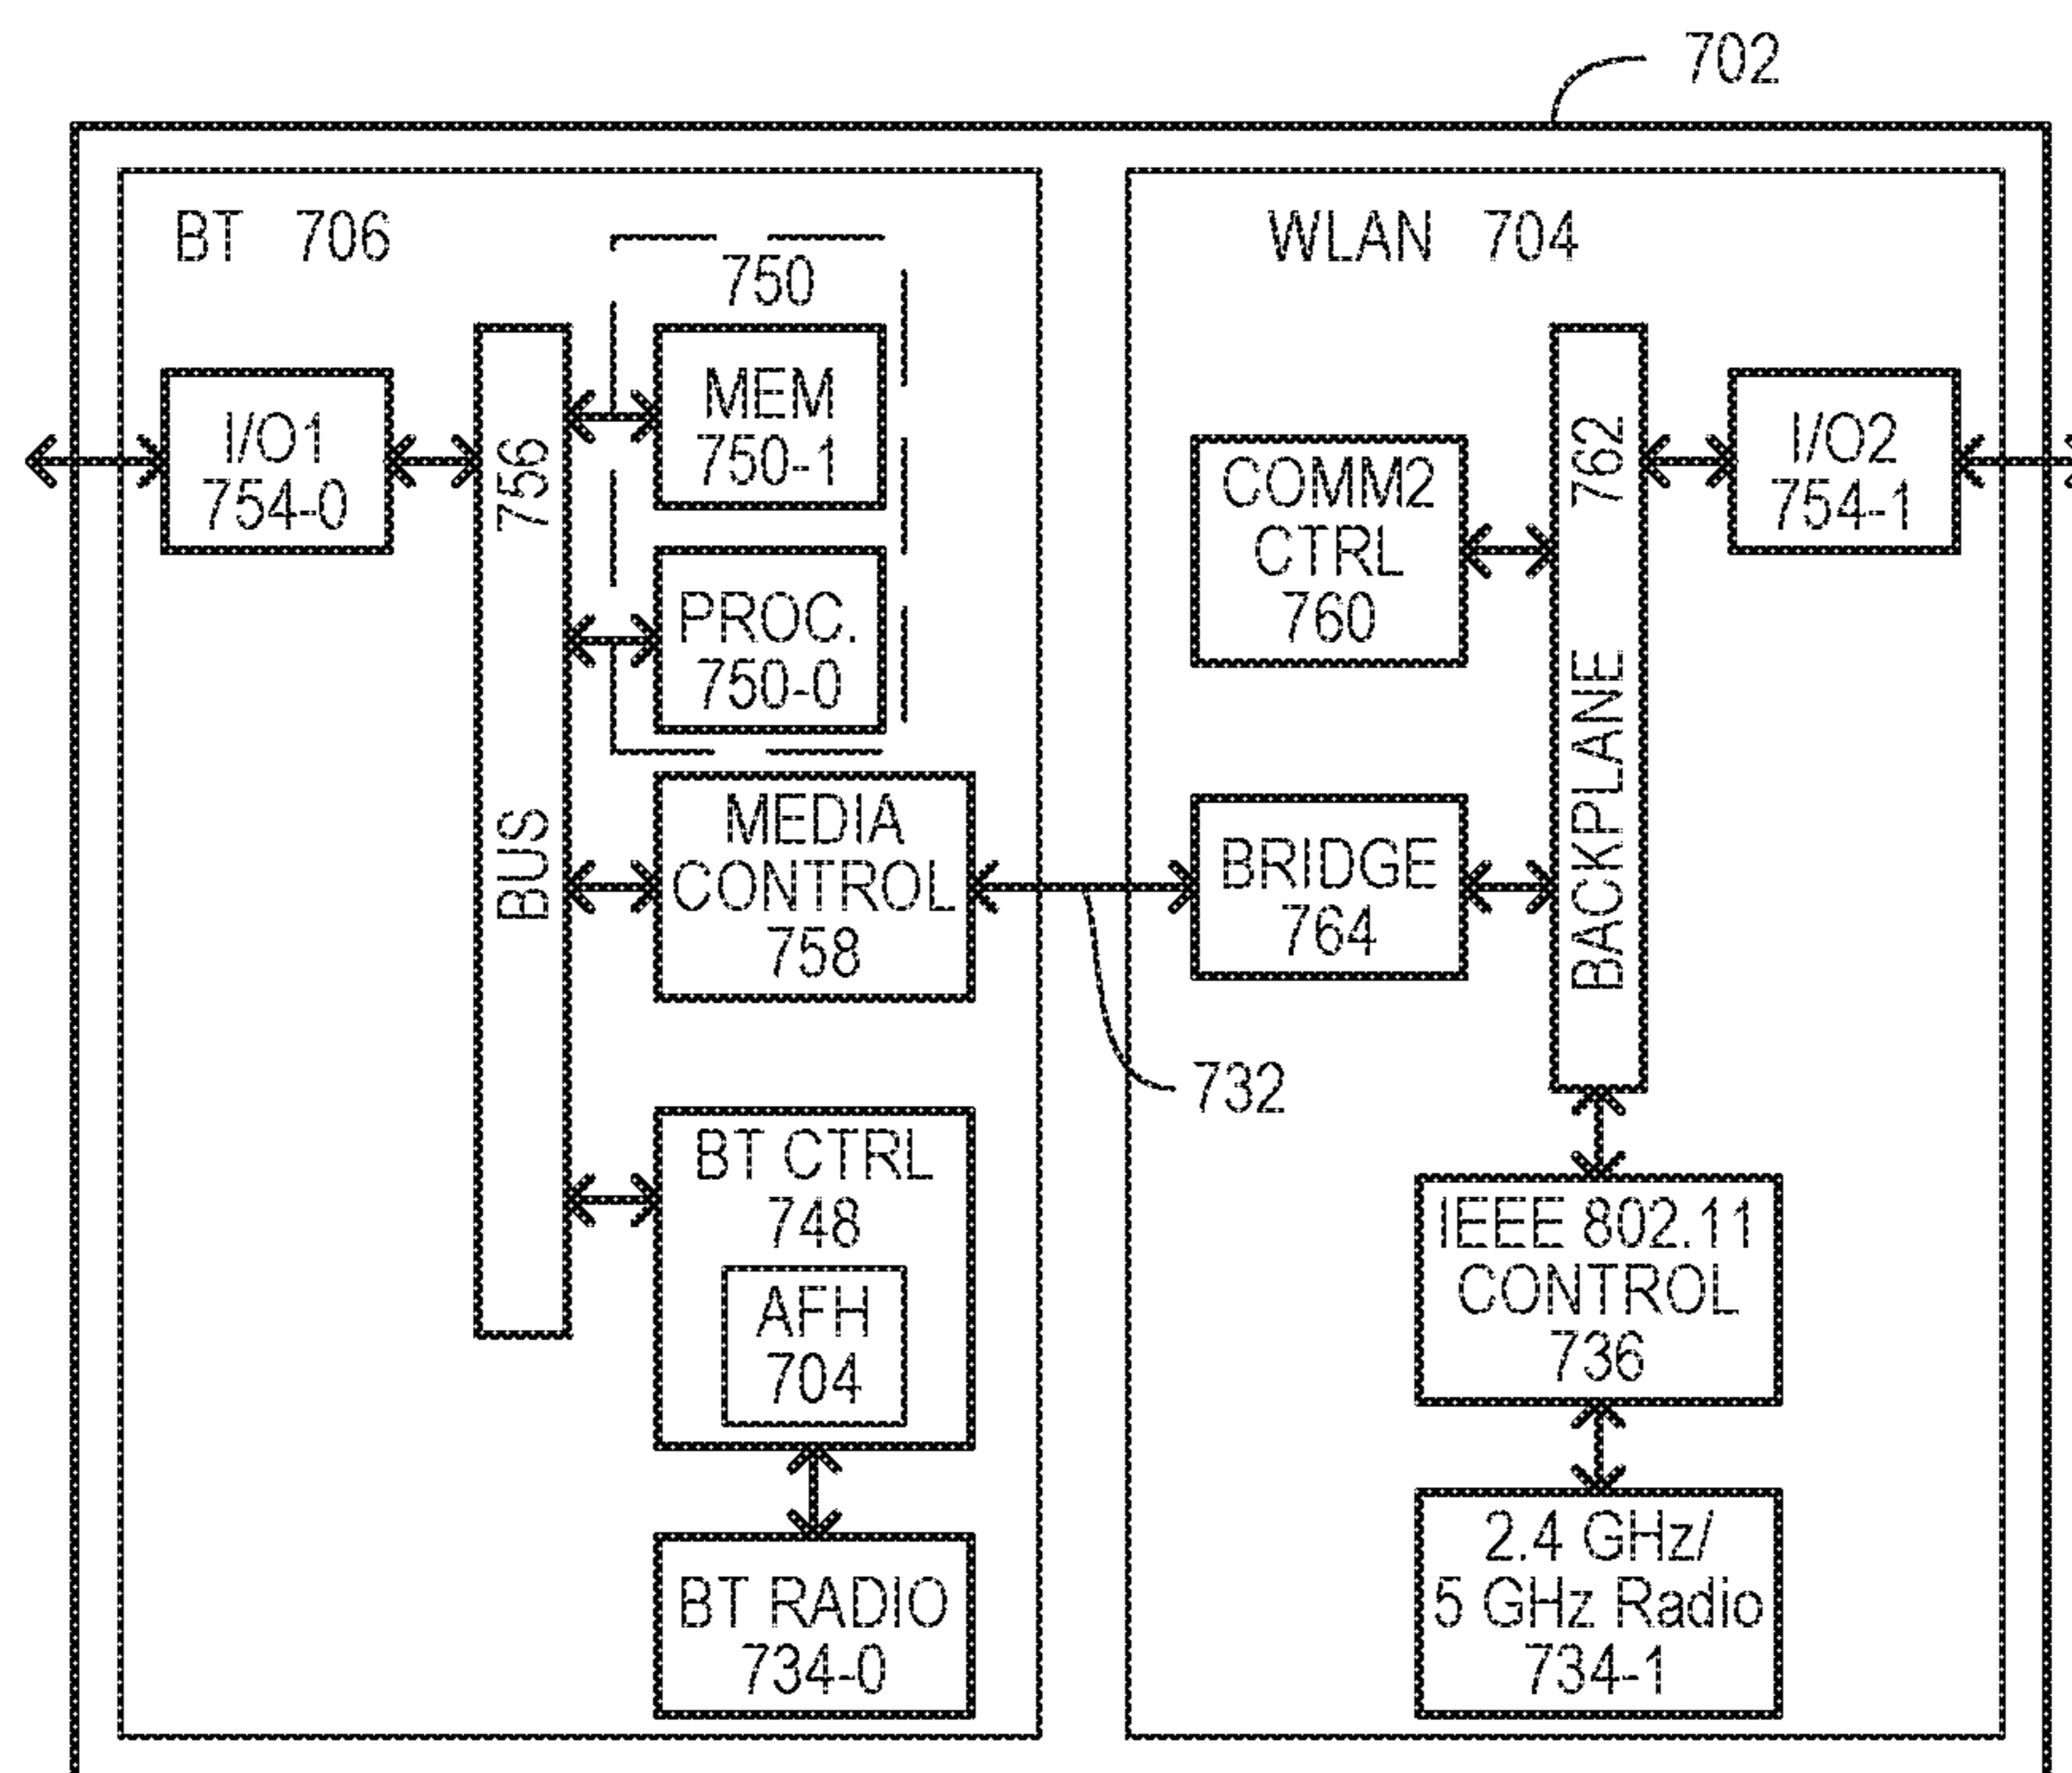 702
BT 706
WLAN 704
750
I/O1
754-0
BUS 756
MEM
750-1
PROC.
750-0
MEDIA
CONTROL
758
BT CTRL
748
AFH
704
BT RADIO
734-0
732
COMM2
CTRL
760
BRIDGE
764
BACKPLANE 762
I/O2
754-1
IEEE 802.11
CONTROL
736
2.4 GHz/
5 GHz Radio
734-1